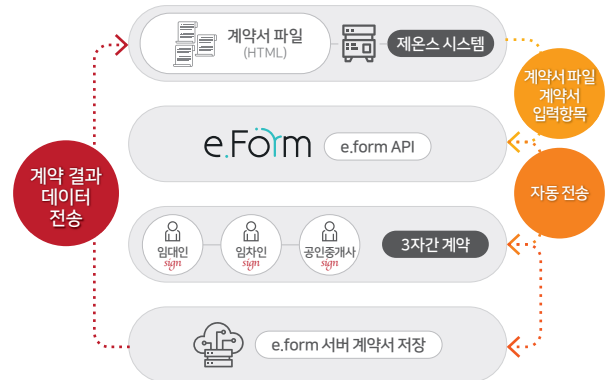 계약서 파일
(HTML)
제온스 시스템
계약서 파일
계약서
입력항목
e.Form
e.form API
계약 결과
데이터
전송
자동 전송
임대인
sign
임차인
sign
공인중개사
sign
3자간 계약
e.form 서버 계약서 저장